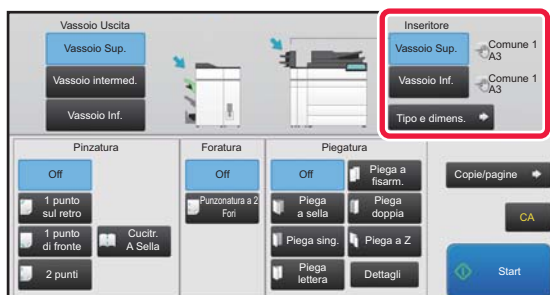 Vassoio Uscita
Vassoio Sup.
Vassoio intermed.
Vassoio Inf.
Inseritore
Vassoio Sup.
Comune 1
A3
Vassoio Inf.
Comune 1
A3
Tipo e dimens.
Pinzatura
Off
1 punto
sul retro
1 punto
di fronte
Cucitr.
A Sella
2 punti
Foratura
Off
Punzonatura a 2
Fori
Piegatura
Off
Piega a
fisarm.
Piega
a sella
Piega
doppia
Piega sing.
Piega a Z
Piega
lettera
Dettagli
Copie/pagine
CA
Start